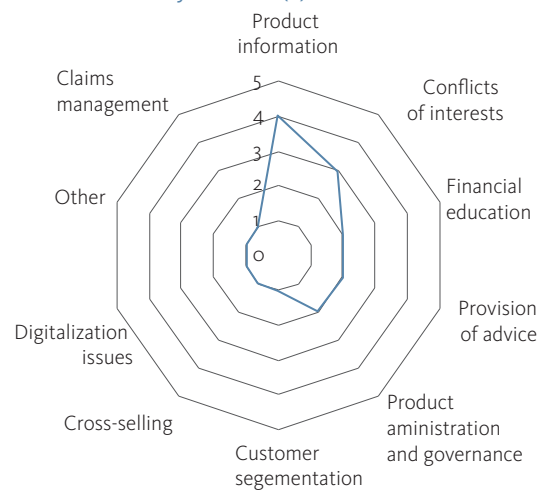 Product
information
Conflicts
of interests
Financial
education
Provision
of advice
Product
aministration
and governance
Customer
segementation
Cross-selling
Digitalization
issues
Other
Claims
management
5
4
3
2
1
0